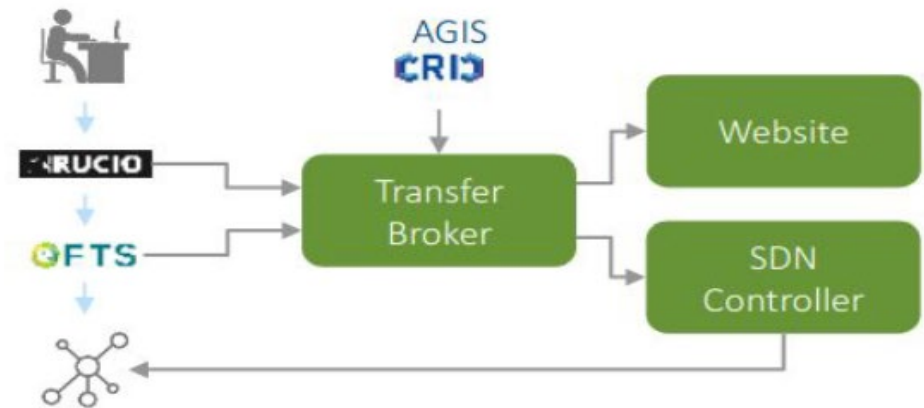 AGIS
CRIC
RUCIO
FTS
Transfer
Broker
Website
SDN
Controller